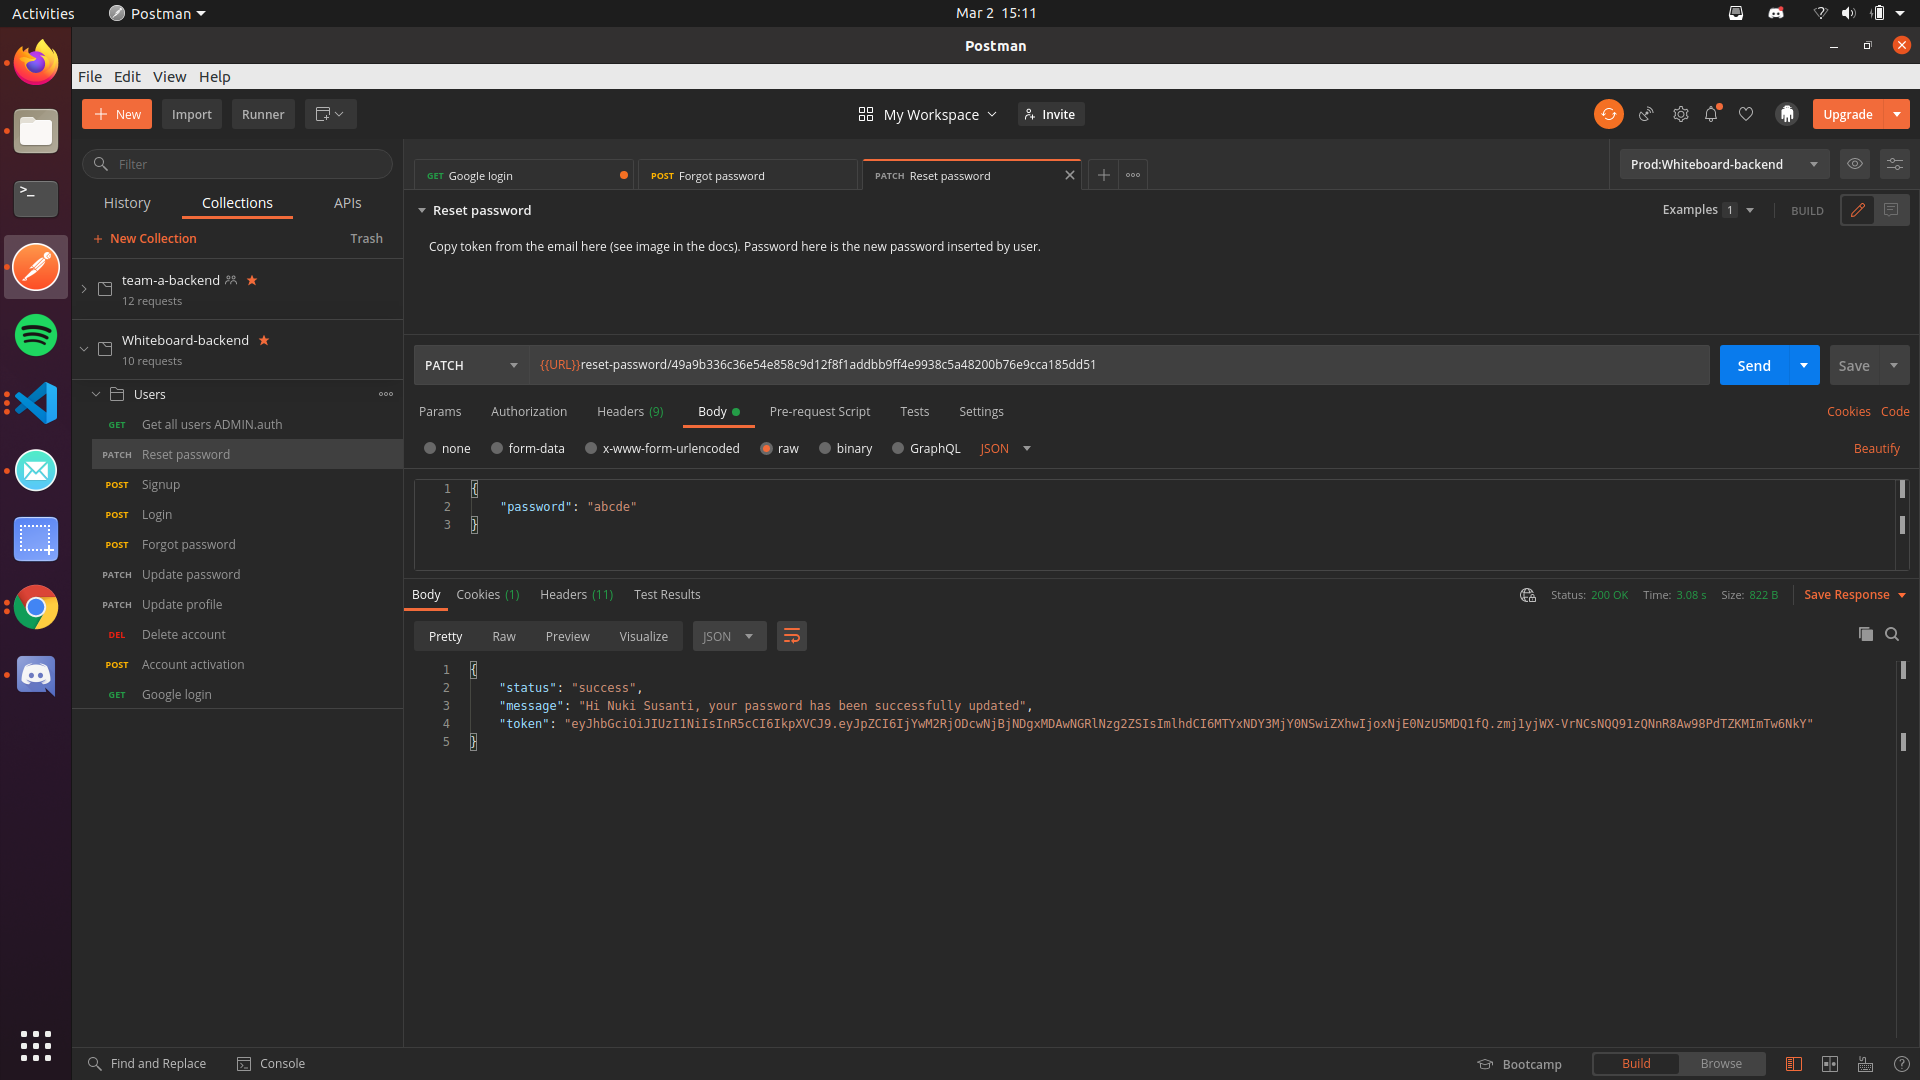 Activities
Postman
Mar 2 15:11
Postman
File Edit View Help
New
Import
Runner
My Workspace
Invite
Upgrade
Filter
History
Collections
APIs
New Collection
Trash
team-a-backend
12 requests
Whiteboard-backend
10 requests
Users
GET Get all users ADMIN.auth
PATCH Reset password
POST Signup
POST Login
POST Forgot password
PATCH Update password
PATCH Update profile
DEL Delete account
POST Account activation
GET Google login
GET Google login
POST Forgot password
PATCH Reset password
Prod:Whiteboard-backend
Reset password
Examples 1
BUILD
Copy token from the email here (see image in the docs). Password here is the new password inserted by user.
PATCH
{{URL}}reset-password/49a9b336c36e54e858c9d12f8f1addbb9ff4e9938c5a48200b76e9cca185dd51
Send
Save
Params Authorization Headers (9) Body Pre-request Script Tests Settings
Cookies Code
none form-data x-www-form-urlencoded raw binary GraphQL JSON
Beautify
1 {
2 "password": "abcde"
3 }
Body Cookies (1) Headers (11) Test Results
Status: 200 OK Time: 3.08 s Size: 822 B
Save Response
Pretty Raw Preview Visualize JSON
1 {
2 "status": "success",
3 "message": "Hi Nuki Susanti, your password has been successfully updated",
4 "token": "eyJhbGciOiJIUzI1NiIsInR5cCI6IkpXVCJ9.eyJpZCI6IjYwM2RjODcwNjBjNDgxMDAwNGRlNzg2ZSIsImlhdCI6MTYxNDY3MjY0NSwiZXhwIjoxNjE0NzU5MDQ1fQ.zmj1yjWX-VrNCsNQQ91zQNnR8Aw98PdTZKMImTw6NkY"
5 }
Find and Replace
Console
Bootcamp
Build
Browse